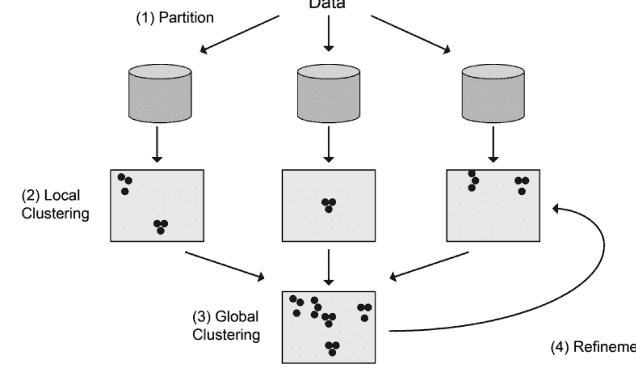 Data
(1) Partition
(2) Local
Clustering
(3) Global
Clustering
(4) Refineme